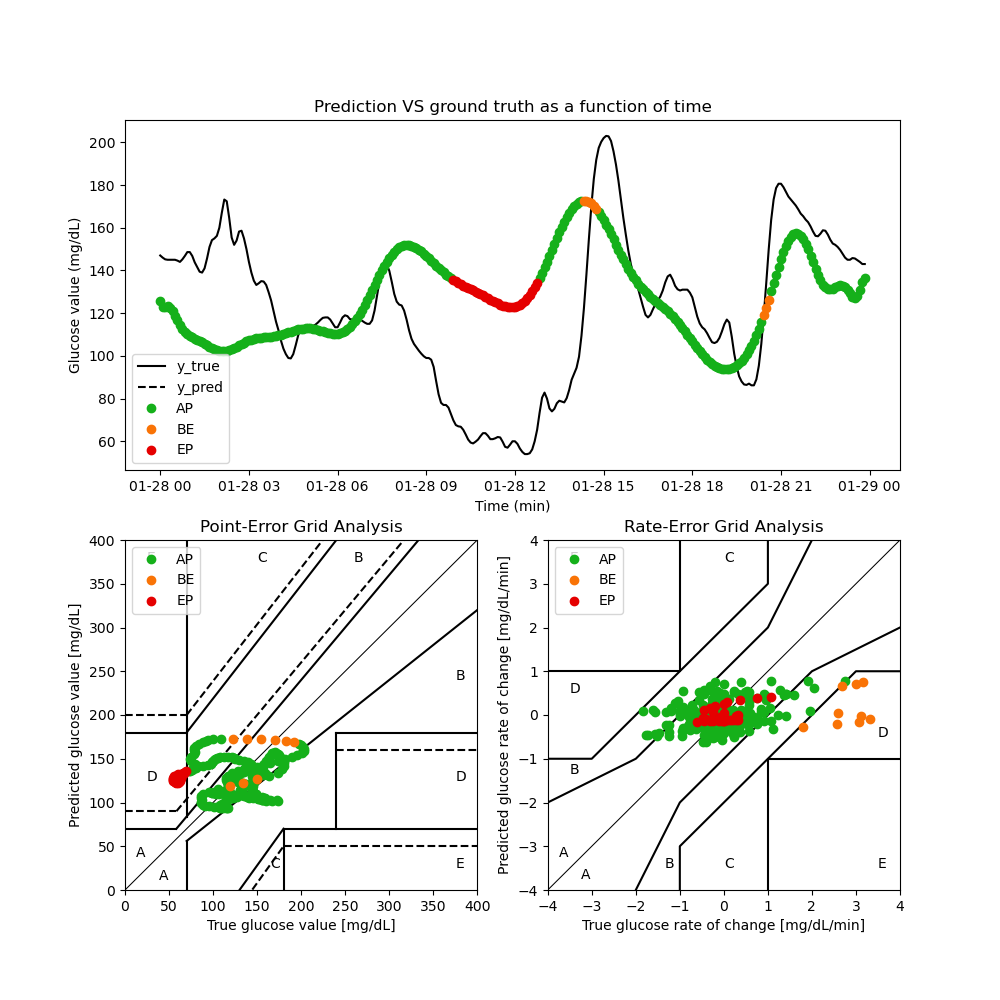 Prediction VS ground truth as a function of time
Glucose value (mg/dL)
200
180
160
140
120
100
80
60
y_true
y_pred
AP
BE
EP
01-28 00 01-28 03 01-28 06 01-28 09 01-28 12 01-28 15 01-28 18 01-28 21 01-29 00
Time (min)
Point-Error Grid Analysis
Predicted glucose value [mg/dL]
400
350
300
250
200
150
100
50
0
AP
BE
EP
C
B
B
D
D
A
A
C
E
0 50 100 150 200 250 300 350 400
True glucose value [mg/dL]
Rate-Error Grid Analysis
Predicted glucose rate of change [mg/dL/min]
4
3
2
1
0
−1
−2
−3
−4
AP
BE
EP
C
D
D
B
A
A
B
C
E
−4 −3 −2 −1 0 1 2 3 4
True glucose rate of change [mg/dL/min]